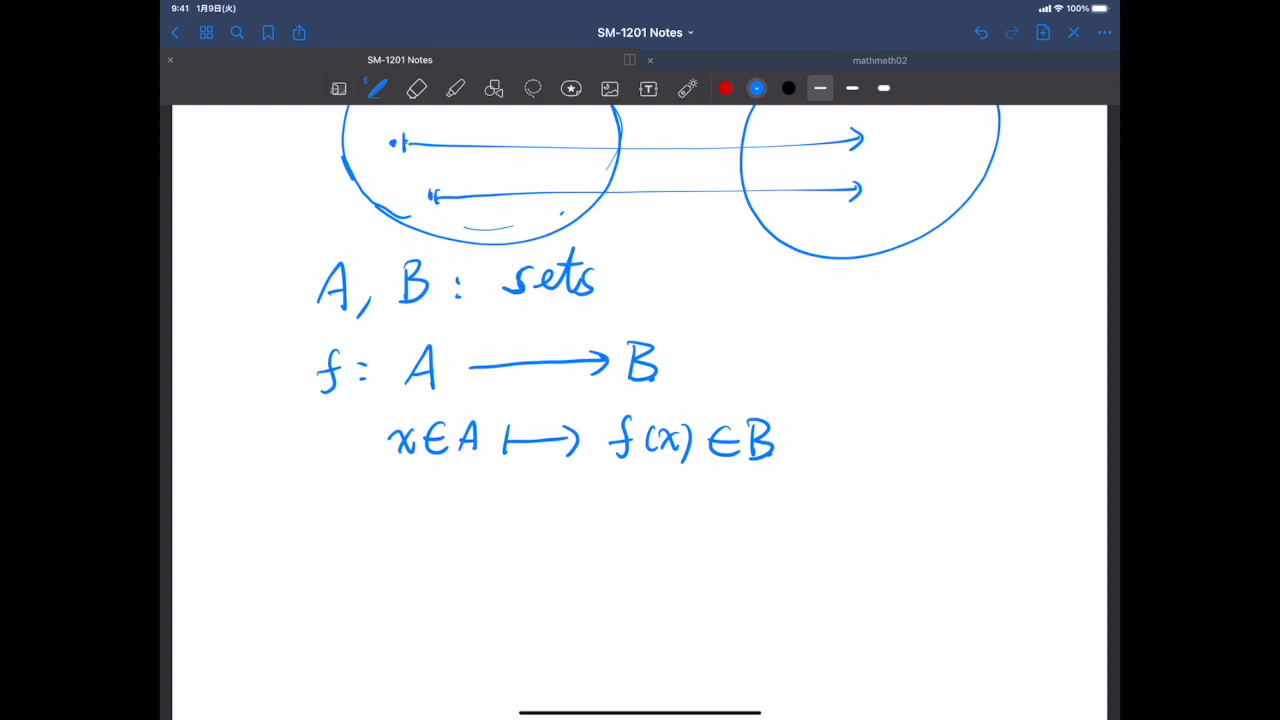 9:41 1月9日(火) 100%
SM-1201 Notes
SM-1201 Notes mathmeth02
A, B : sets
f : A → B
x ∈ A ↦ f(x) ∈ B